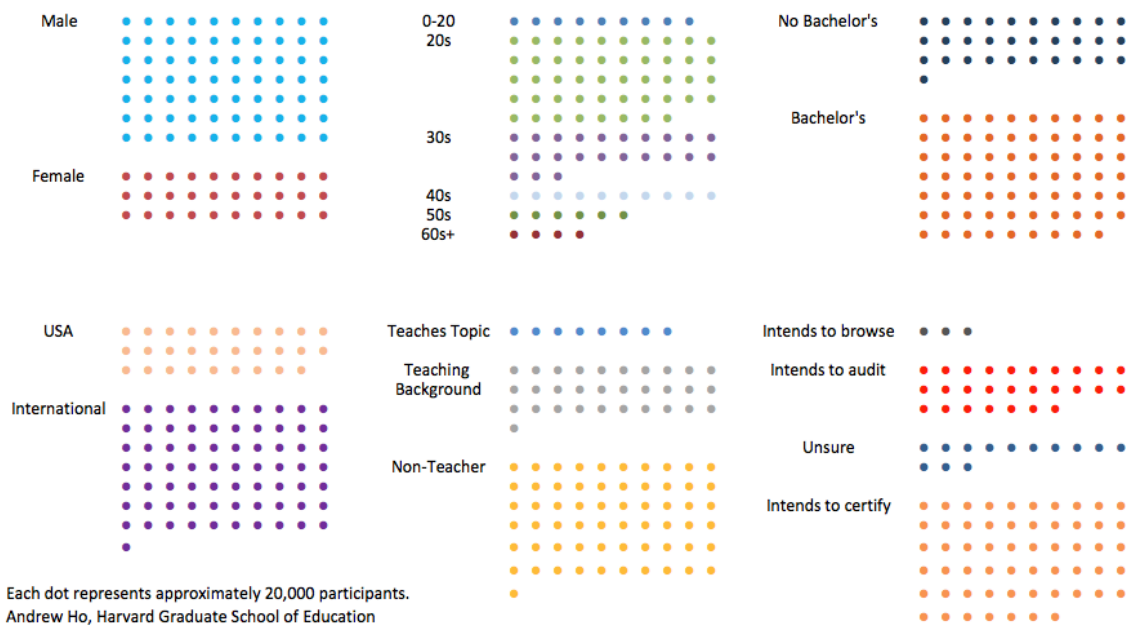 Male
Female
0-20
20s
30s
40s
50s
60s+
No Bachelor's
Bachelor's
USA
International
Teaches Topic
Teaching
Background
Non-Teacher
Intends to browse
Intends to audit
Unsure
Intends to certify
Each dot represents approximately 20,000 participants.
Andrew Ho, Harvard Graduate School of Education